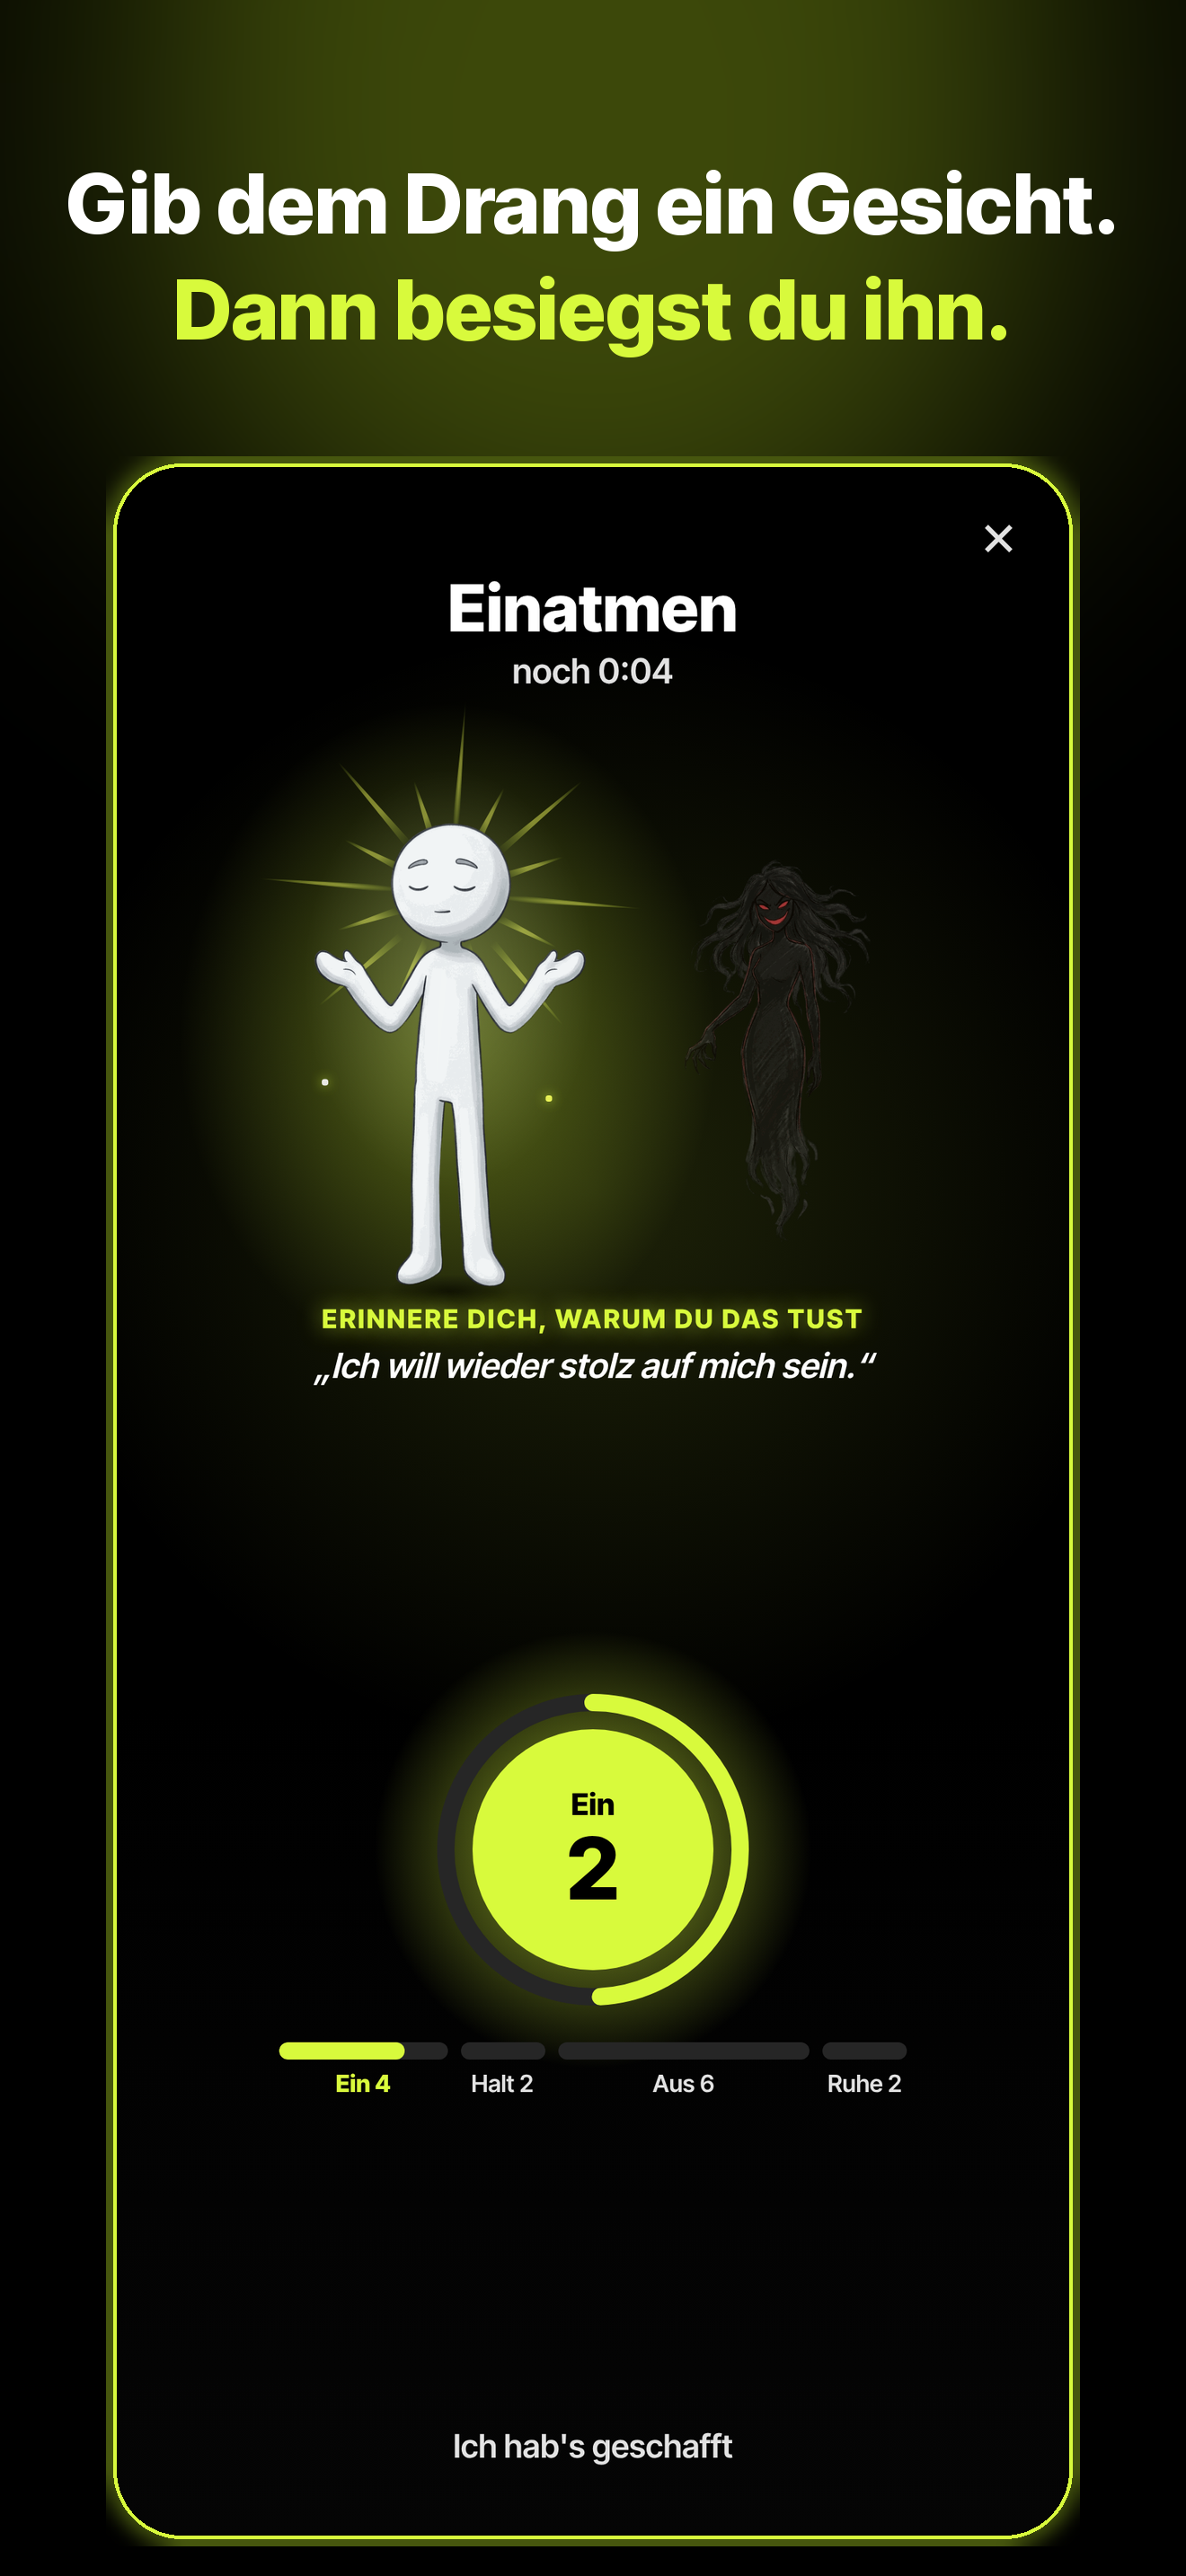 Gib dem Drang ein Gesicht.
Dann besiegst du ihn.
Einatmen
noch 0:04
ERINNERE DICH, WARUM DU DAS TUST
„Ich will wieder stolz auf mich sein.“
Ein
2
Ein 4
Halt 2
Aus 6
Ruhe 2
Ich hab's geschafft